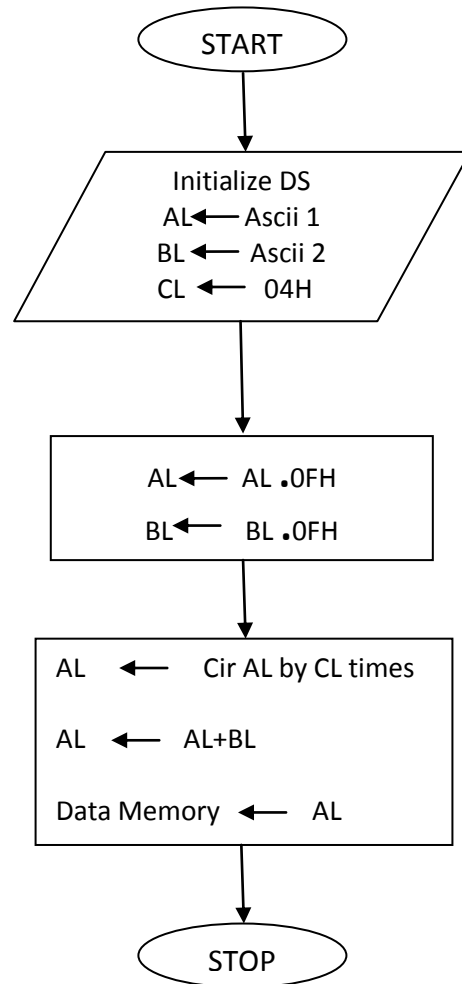 START
Initialize DS
AL Ascii 1
BL Ascii 2
CL 04H
AL AL .0FH
BL BL .0FH
AL Cir AL by CL times
AL AL+BL
Data Memory AL
STOP